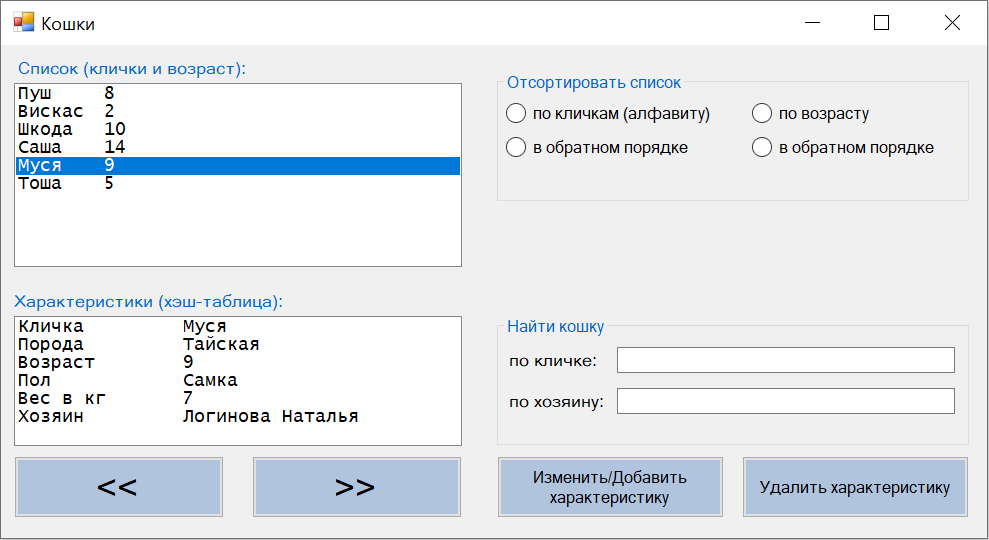 Кошки
Список (клички и возраст):
Пуш 8
Вискас 2
Шкода 10
Саша 14
Муся 9
Тоша 5
Отсортировать список
по кличкам (алфавиту) по возрасту
в обратном порядке в обратном порядке
Характеристики (хэш-таблица):
Кличка Муся
Порода Тайская
Возраст 9
Пол Самка
Вес в кг 7
Хозяин Логинова Наталья
Найти кошку
по кличке:
по хозяину:
<< >>
Изменить/Добавить
характеристику
Удалить характеристику